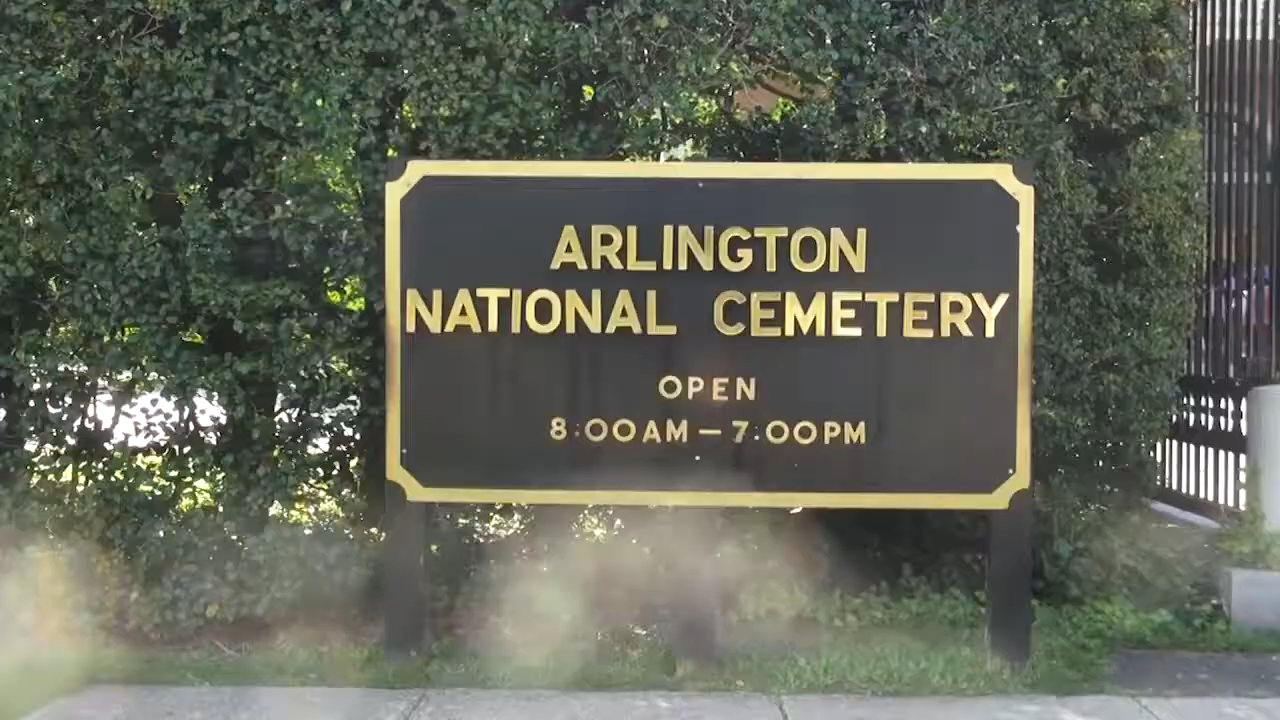 ARLINGTON
NATIONAL CEMETERY
OPEN
8:00AM — 7:00PM